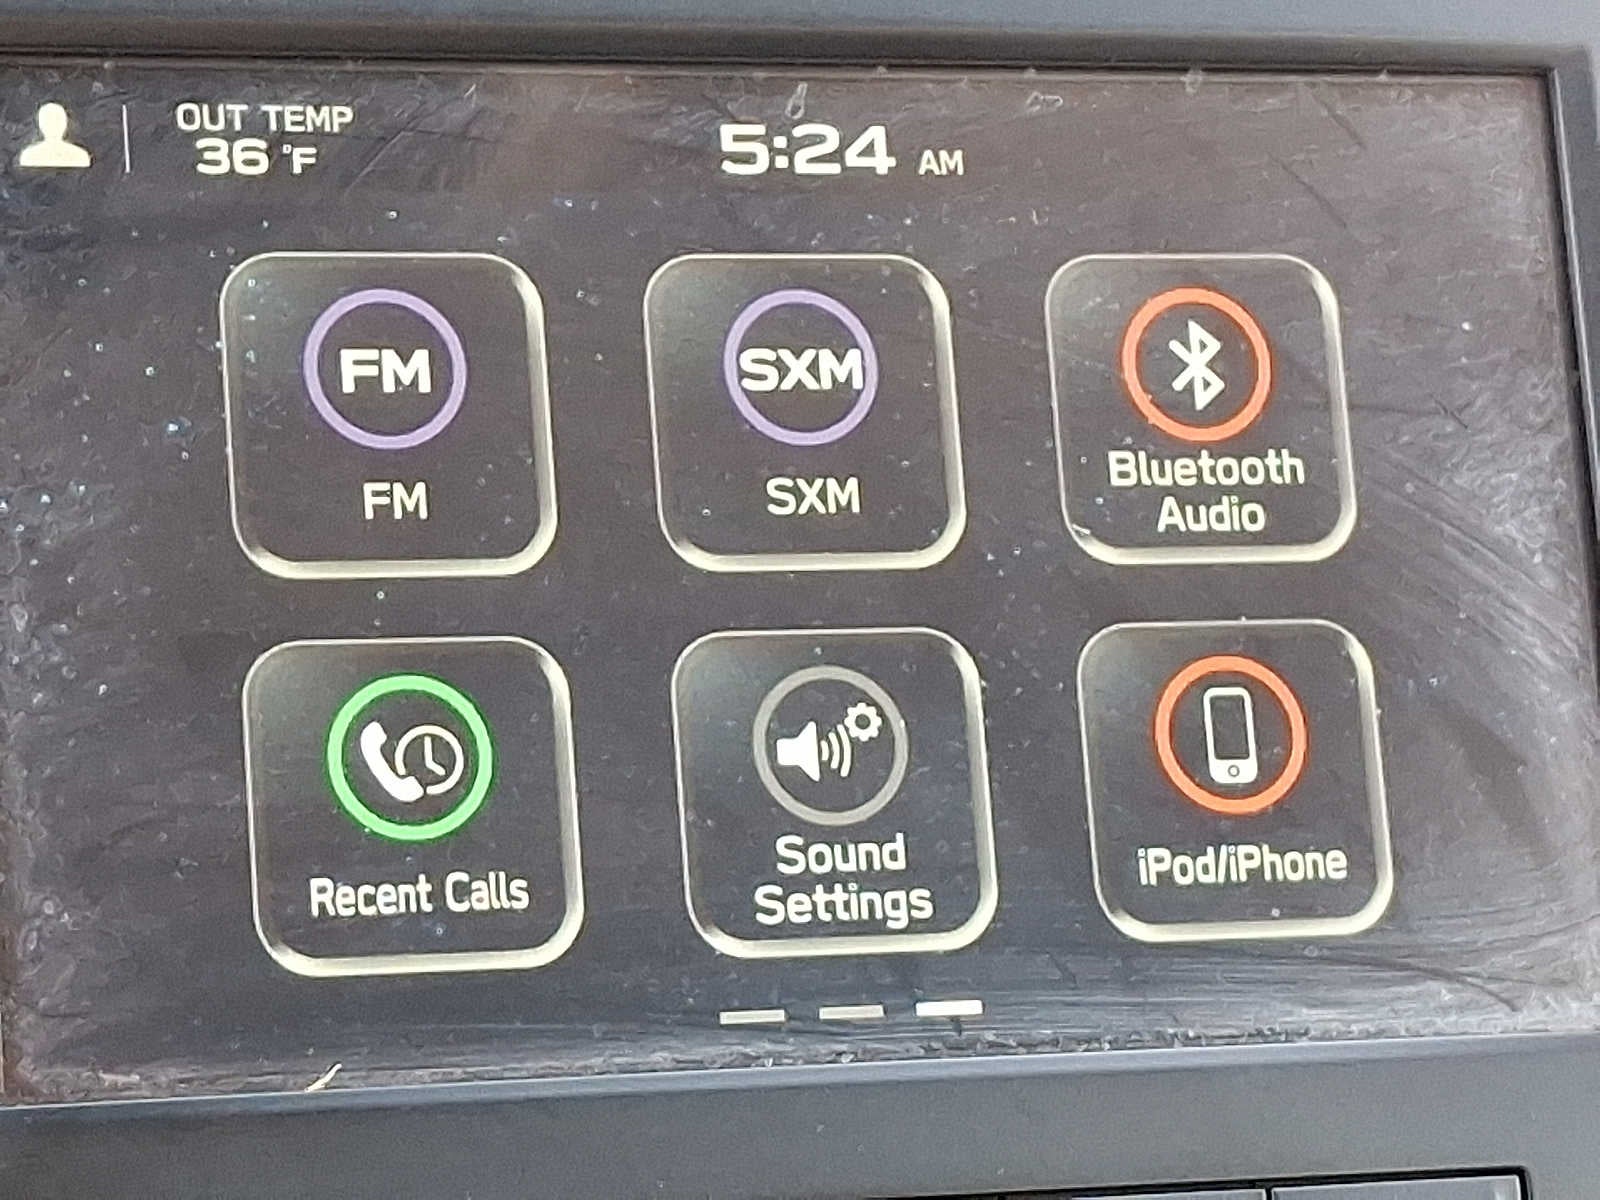 OUT TEMP
36 °F
5:24 AM
FM
SXM
FM
SXM
Bluetooth
Audio
Recent Calls
Sound
Settings
iPod/iPhone